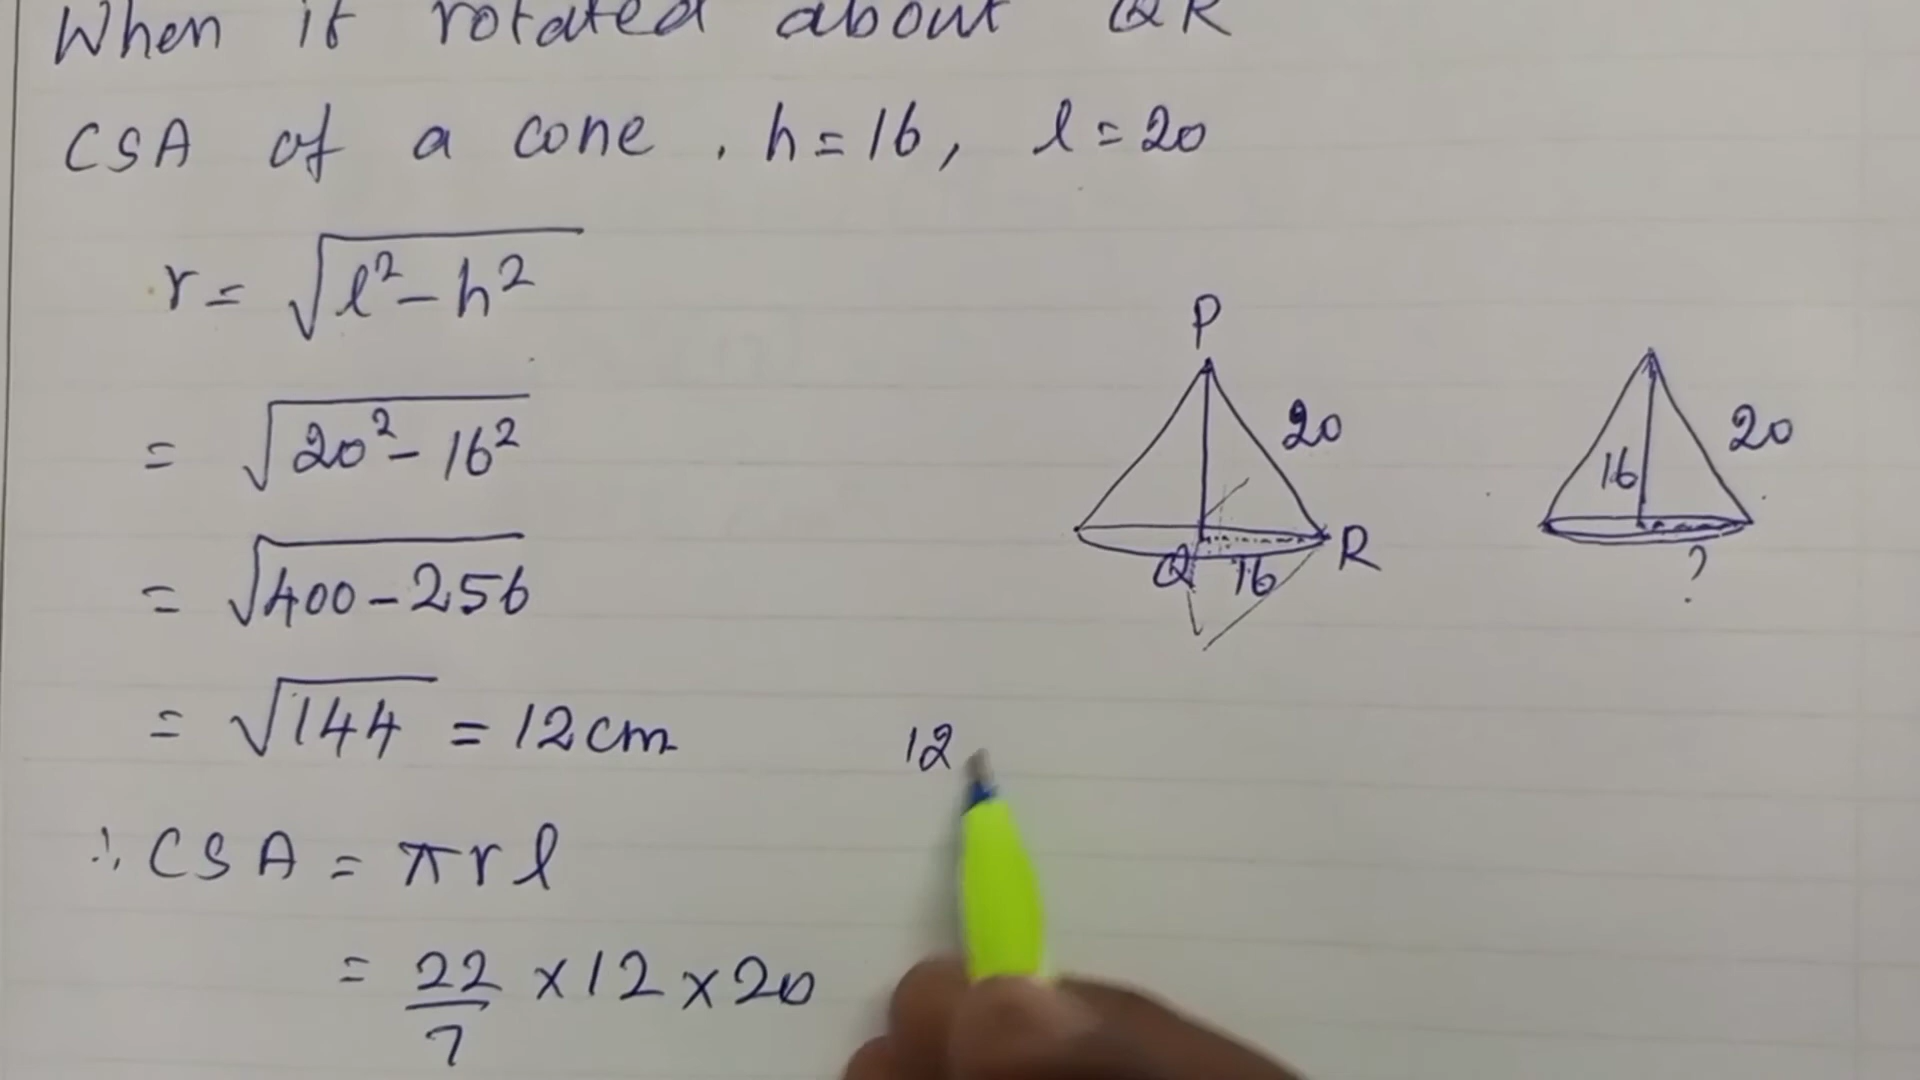 When it rotated about QR
CSA of a cone. h=16, l=20
r = √l²-h²
= √20²-16²
= √400-256
= √144 = 12cm
12
∴ CSA = πrl
= 22/7 × 12 × 20
P
20
Q 16 R
16 20
?